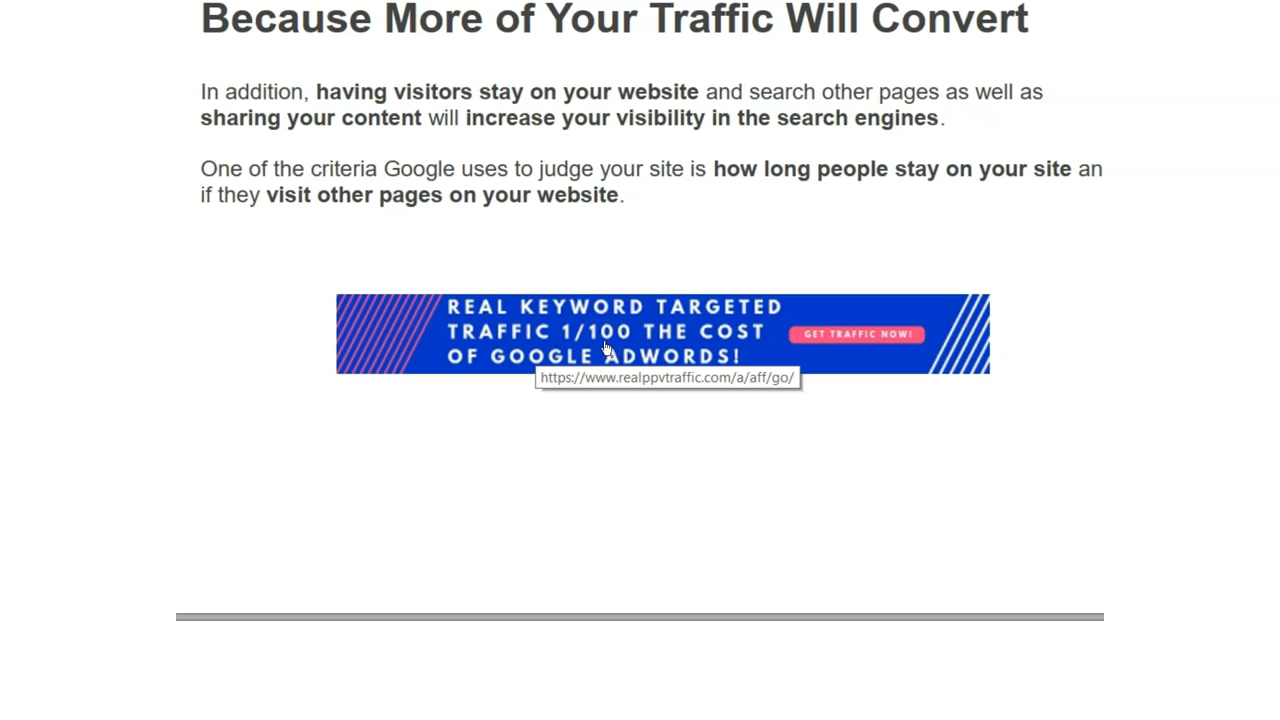 Because More of Your Traffic Will Convert
In addition, having visitors stay on your website and search other pages as well as
sharing your content will increase your visibility in the search engines.
One of the criteria Google uses to judge your site is how long people stay on your site an
if they visit other pages on your website.
REAL KEYWORD TARGETED
TRAFFIC 1/100 THE COST
OF GOOGLE ADWORDS!
GET TRAFFIC NOW!
https://www.realppvtraffic.com/a/aff/go/